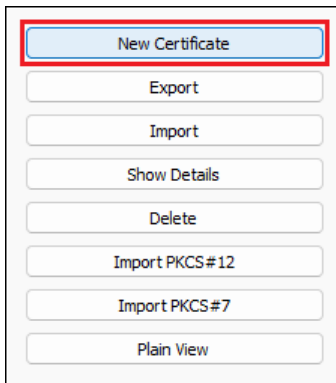 New Certificate
Export
Import
Show Details
Delete
Import PKCS#12
Import PKCS#7
Plain View